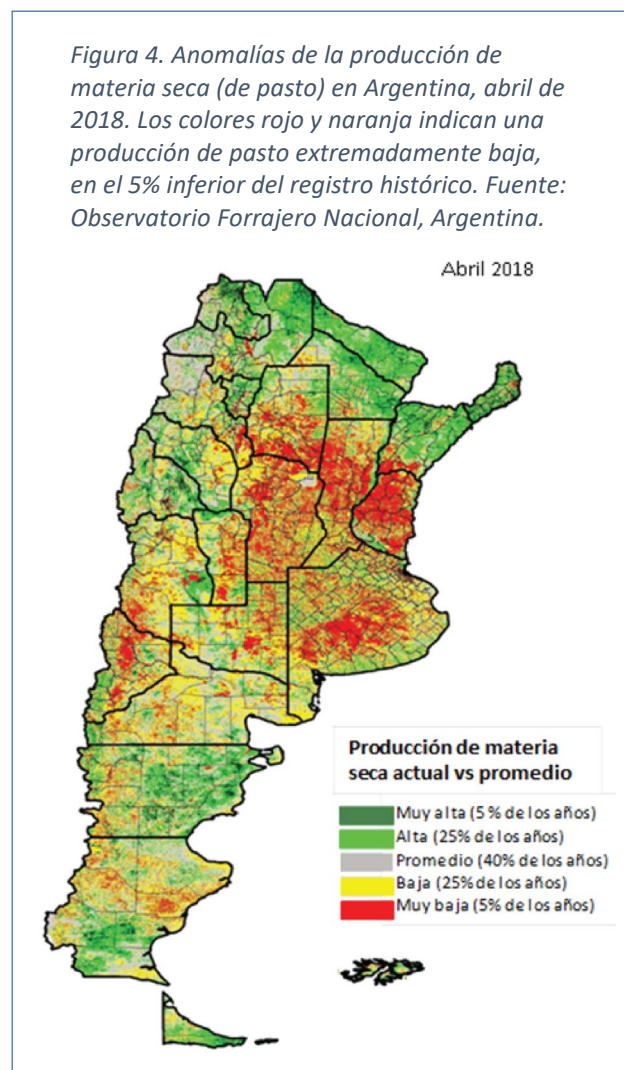 Figura 4. Anomalías de la producción de
materia seca (de pasto) en Argentina, abril de
2018. Los colores rojo y naranja indican una
producción de pasto extremadamente baja,
en el 5% inferior del registro histórico. Fuente:
Observatorio Forrajero Nacional, Argentina.
Abril 2018
Producción de materia
seca actual vs promedio
Muy alta (5% de los años)
Alta (25% de los años)
Promedio (40% de los años)
Baja (25% de los años)
Muy baja (5% de los años)